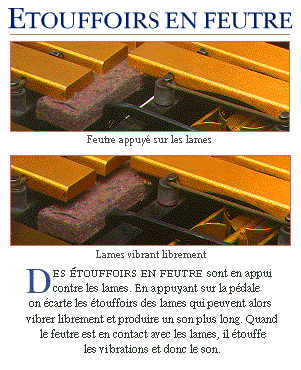 ETOUFFOIRS EN FEUTRE
Feutre appuyé sur les lames
Lames vibrant librement
DES ÉTOUFFOIRS EN FEUTRE sont en appui
contre les lames. En appuyant sur la pédale
on écarte les étouffoirs des lames qui peuvent alors
vibrer librement et produire un son plus long. Quand
le feutre est en contact avec les lames, il étouffe
les vibrations et donc le son.